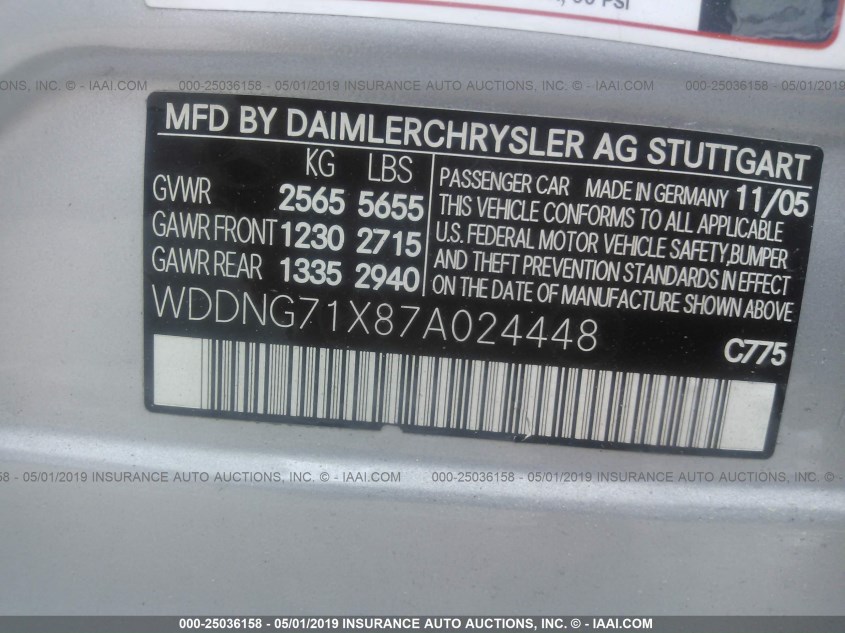 PSI
- IAAI.COM 000-25036158 - 05/01/2019 INSURANCE AUTO AUCTIONS, INC. - IAAI.COM 000-25036158 - 05/01/2019
MFD BY DAIMLERCHRYSLER AG STUTTGART
KG LBS
GVWR 2565 5655
GAWR FRONT 1230 2715
GAWR REAR 1335 2940
PASSENGER CAR MADE IN GERMANY 11/05
THIS VEHICLE CONFORMS TO ALL APPLICABLE
U.S. FEDERAL MOTOR VEHICLE SAFETY, BUMPER
AND THEFT PREVENTION STANDARDS IN EFFECT
ON THE DATE OF MANUFACTURE SHOWN ABOVE
WDDNG71X87A024448
C775
05/01/2019 INSURANCE AUTO AUCTIONS, INC. - IAAI.COM 000-25036158 - 05/01/2019 INSURANCE AUTO AUCTIONS, INC.
000-25036158 - 05/01/2019 INSURANCE AUTO AUCTIONS, INC. - IAAI.COM